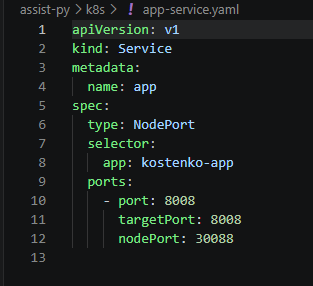 assist-py > k8s > ! app-service.yaml
1 apiVersion: v1
2 kind: Service
3 metadata:
4   name: app
5 spec:
6   type: NodePort
7   selector:
8     app: kostenko-app
9   ports:
10     - port: 8008
11       targetPort: 8008
12       nodePort: 30088
13